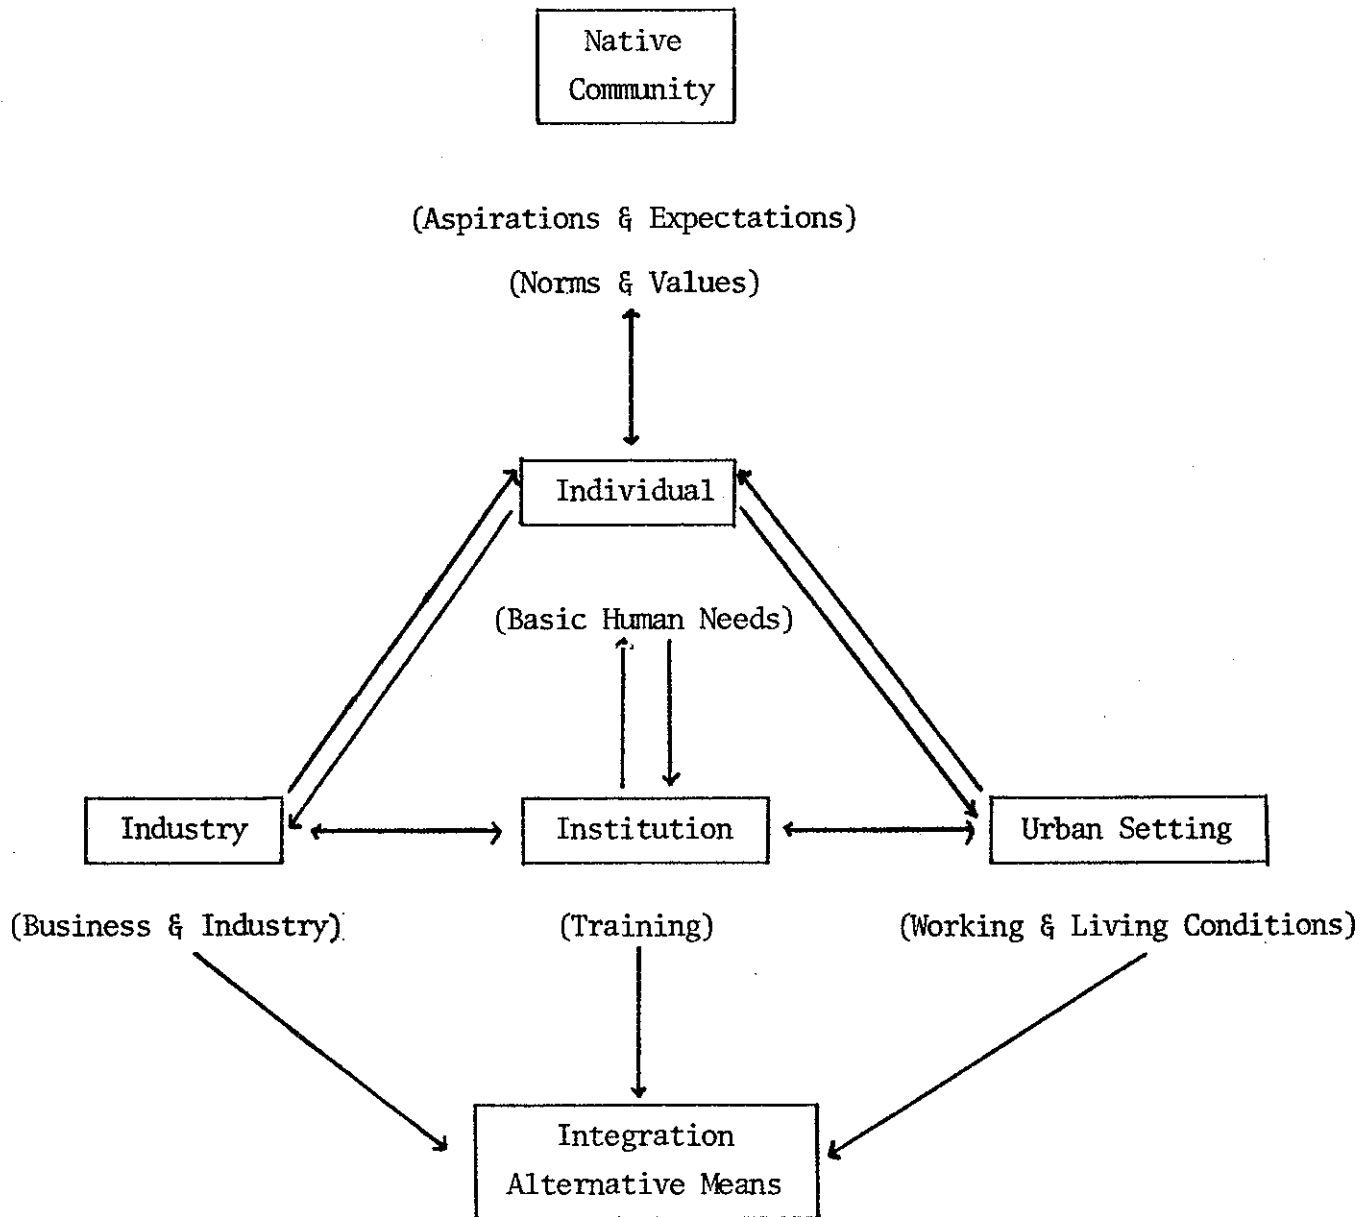 Native
Community
(Aspirations & Expectations)
(Norms & Values)
Individual
(Basic Human Needs)
Industry
Institution
Urban Setting
(Business & Industry)
(Training)
(Working & Living Conditions)
Integration
Alternative Means